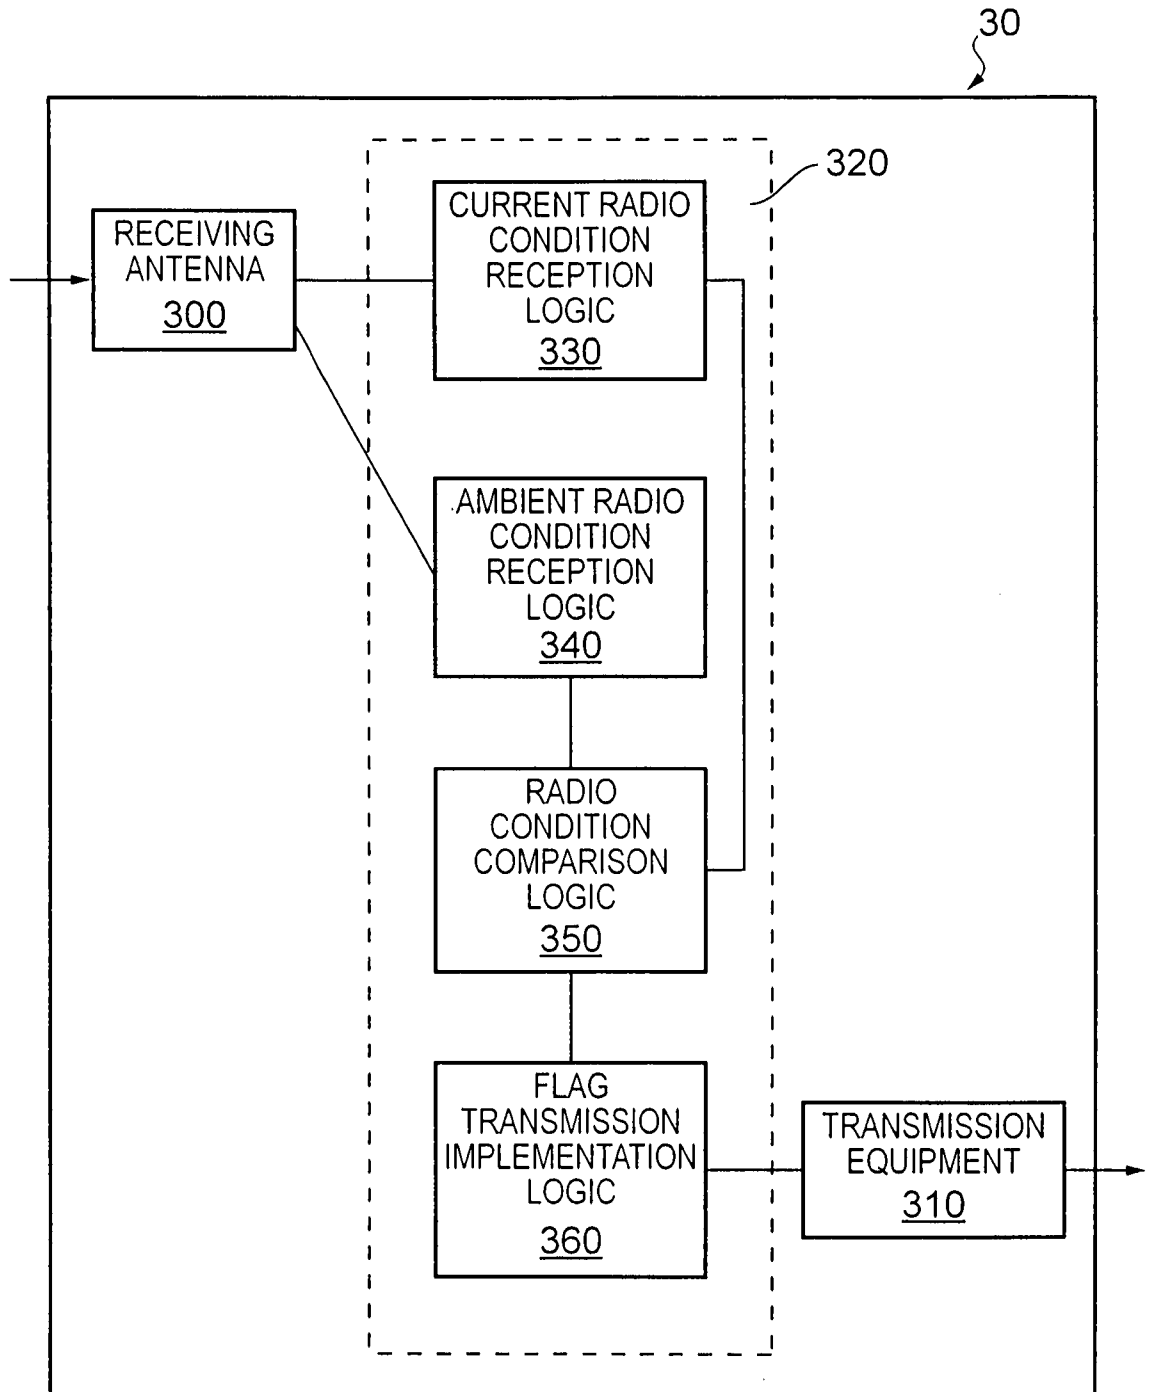 30
320
RECEIVING
ANTENNA
300
CURRENT RADIO
CONDITION
RECEPTION
LOGIC
330
AMBIENT RADIO
CONDITION
RECEPTION
LOGIC
340
RADIO
CONDITION
COMPARISON
LOGIC
350
FLAG
TRANSMISSION
IMPLEMENTATION
LOGIC
360
TRANSMISSION
EQUIPMENT
310